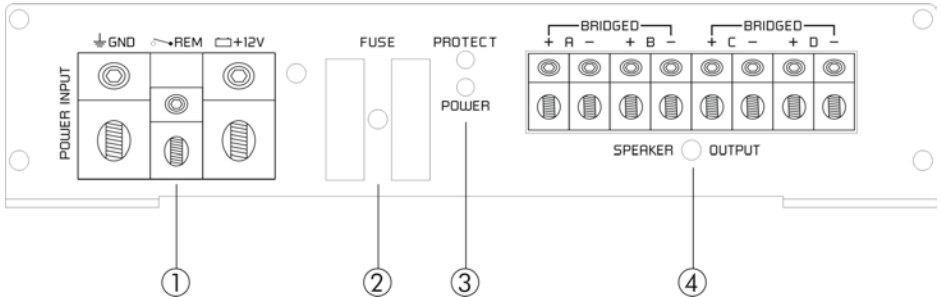 GND REM +12V
POWER INPUT
FUSE
PROTECT
POWER
BRIDGED BRIDGED
+ A − + B − + C − + D −
SPEAKER OUTPUT
1 2 3 4